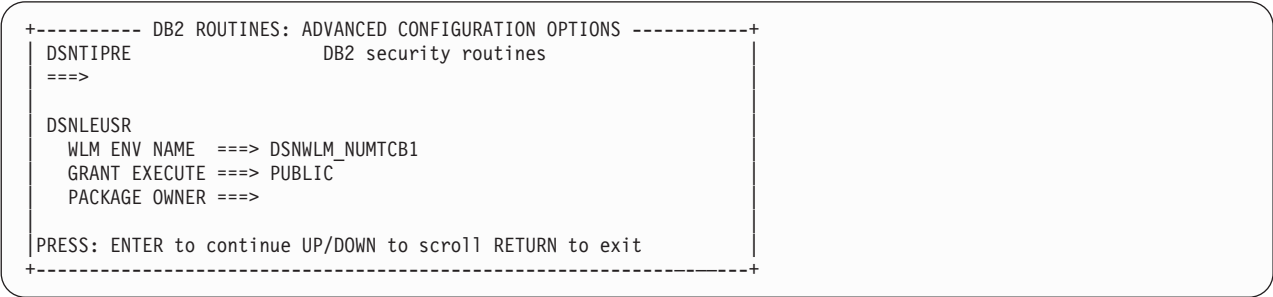 +---------- DB2 ROUTINES: ADVANCED CONFIGURATION OPTIONS -----------+
| DSNTIPRE                  DB2 security routines                   |
| ===>                                                              |
|                                                                   |
| DSNLEUSR                                                          |
|   WLM ENV NAME  ===> DSNWLM_NUMTCB1                               |
|   GRANT EXECUTE ===> PUBLIC                                       |
|   PACKAGE OWNER ===>                                              |
|                                                                   |
|PRESS: ENTER to continue UP/DOWN to scroll RETURN to exit          |
+-------------------------------------------------------------------+